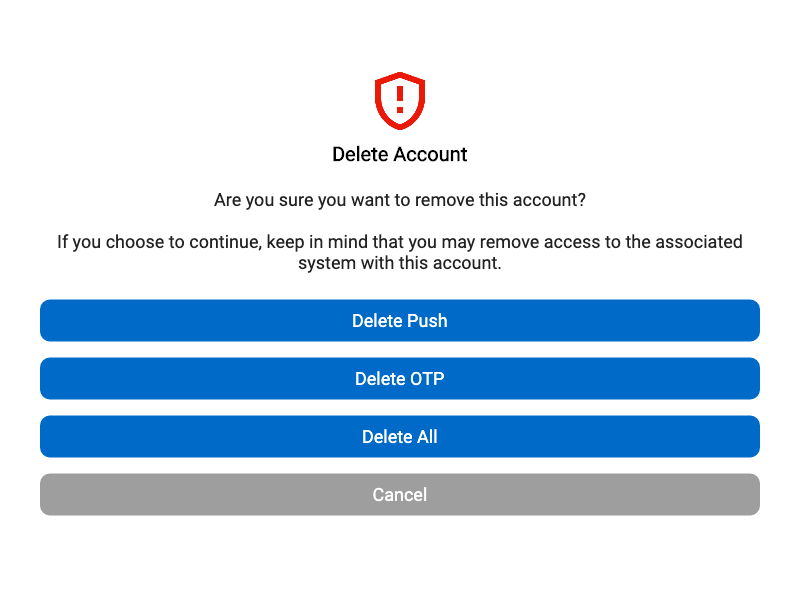 Delete Account
Are you sure you want to remove this account?
If you choose to continue, keep in mind that you may remove access to the associated
system with this account.
Delete Push
Delete OTP
Delete All
Cancel